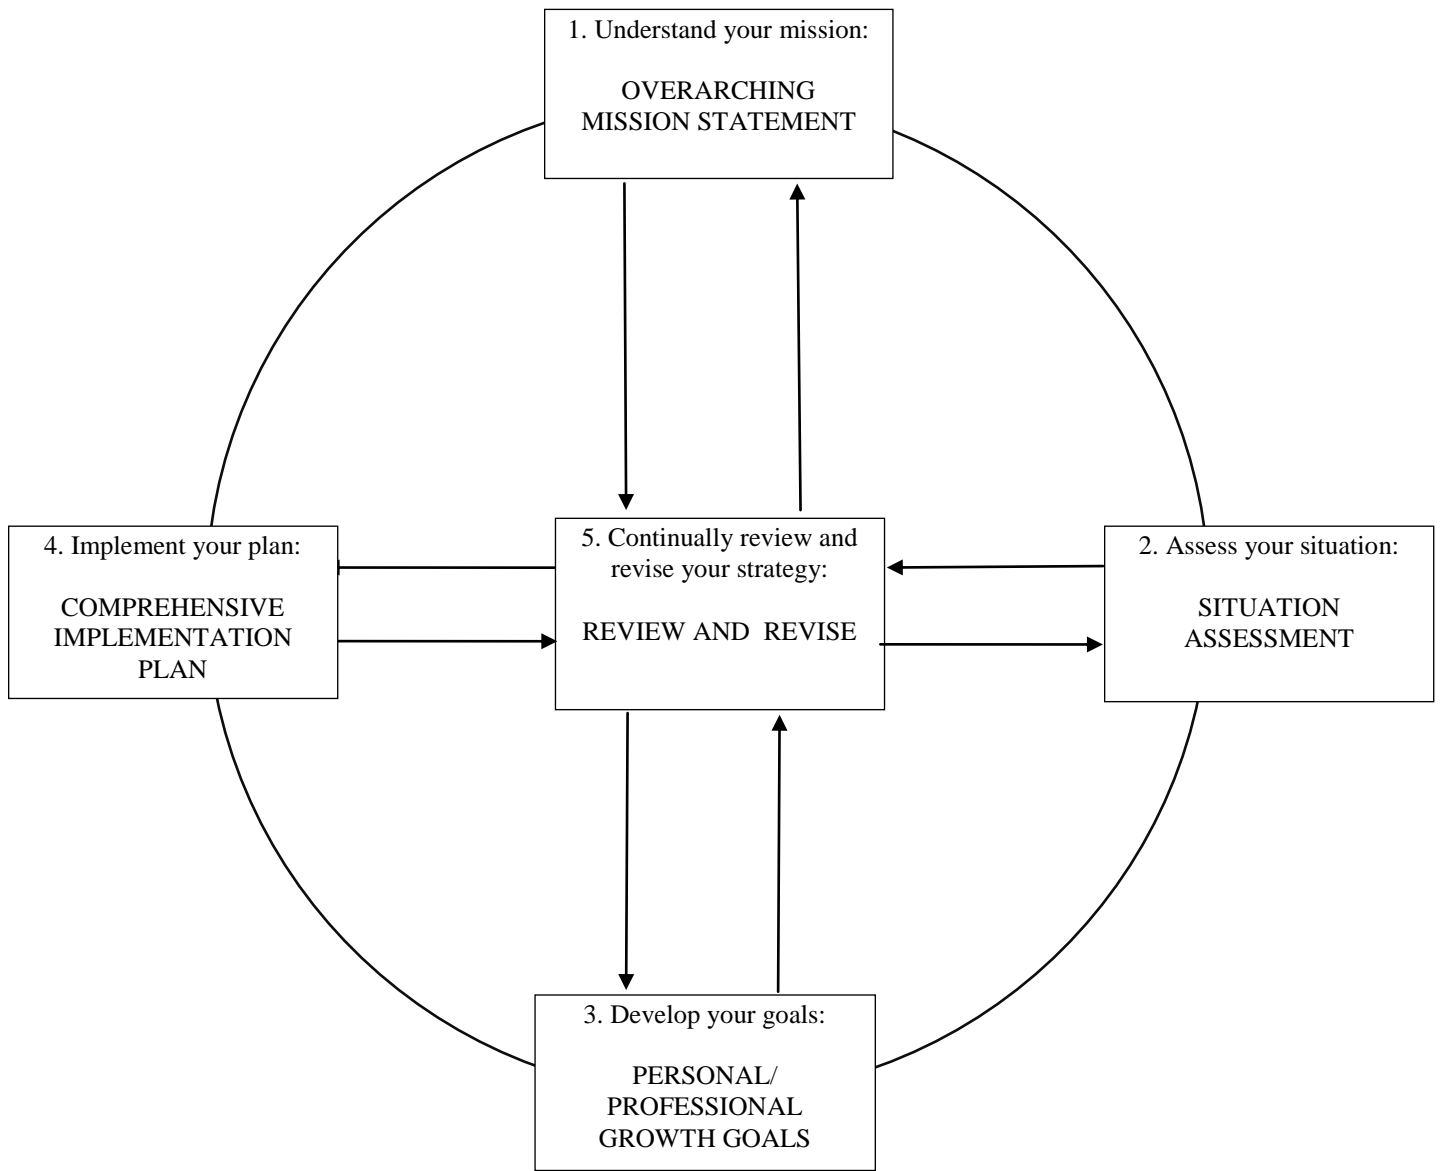 1. Understand your mission:
OVERARCHING
MISSION STATEMENT
4. Implement your plan:
COMPREHENSIVE
IMPLEMENTATION
PLAN
5. Continually review and
revise your strategy:
REVIEW AND  REVISE
2. Assess your situation:
SITUATION
ASSESSMENT
3. Develop your goals:
PERSONAL/
PROFESSIONAL
GROWTH GOALS